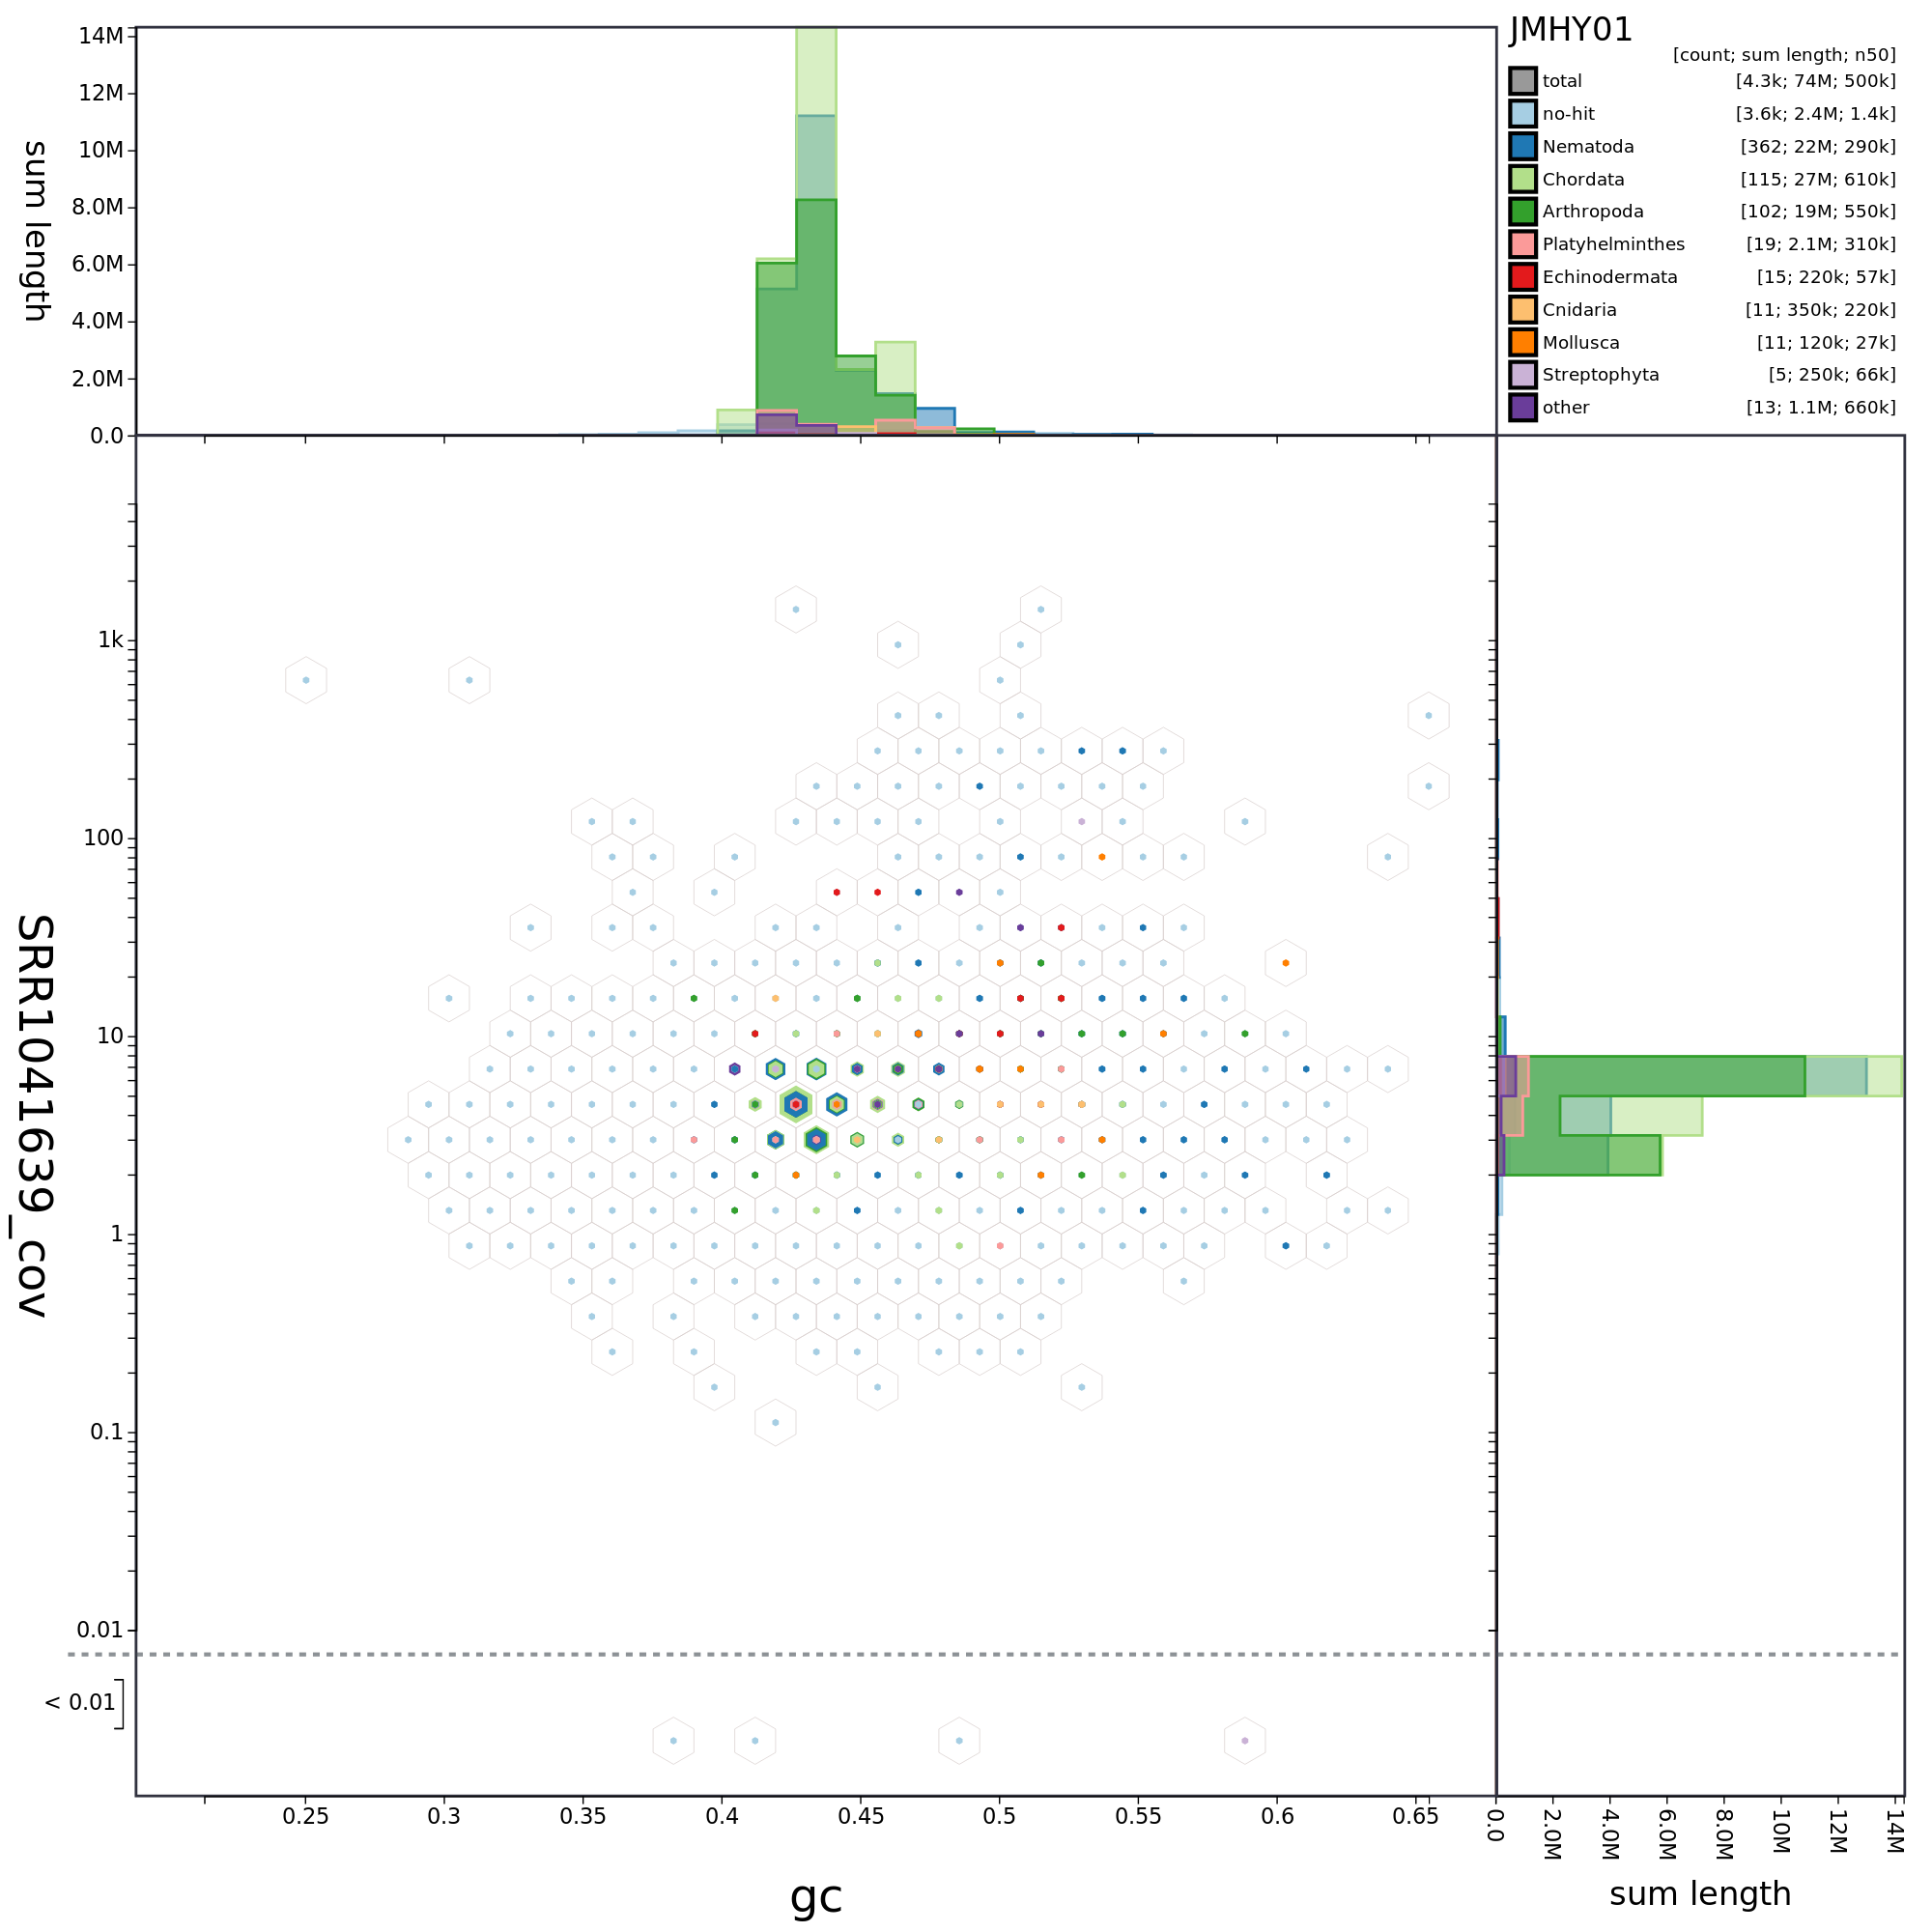 JMHY01
[count; sum length; n50]
total [4.3k; 74M; 500k]
no-hit [3.6k; 2.4M; 1.4k]
Nematoda [362; 22M; 290k]
Chordata [115; 27M; 610k]
Arthropoda [102; 19M; 550k]
Platyhelminthes [19; 2.1M; 310k]
Echinodermata [15; 220k; 57k]
Cnidaria [11; 350k; 220k]
Mollusca [11; 120k; 27k]
Streptophyta [5; 250k; 66k]
other [13; 1.1M; 660k]
sum length
14M
12M
10M
8.0M
6.0M
4.0M
2.0M
0.0
SRR1041639_cov
1k
100
10
1
0.1
0.01
< 0.01
0.25 0.3 0.35 0.4 0.45 0.5 0.55 0.6 0.65
gc
0.0 2.0M 4.0M 6.0M 8.0M 10M 12M 14M
sum length